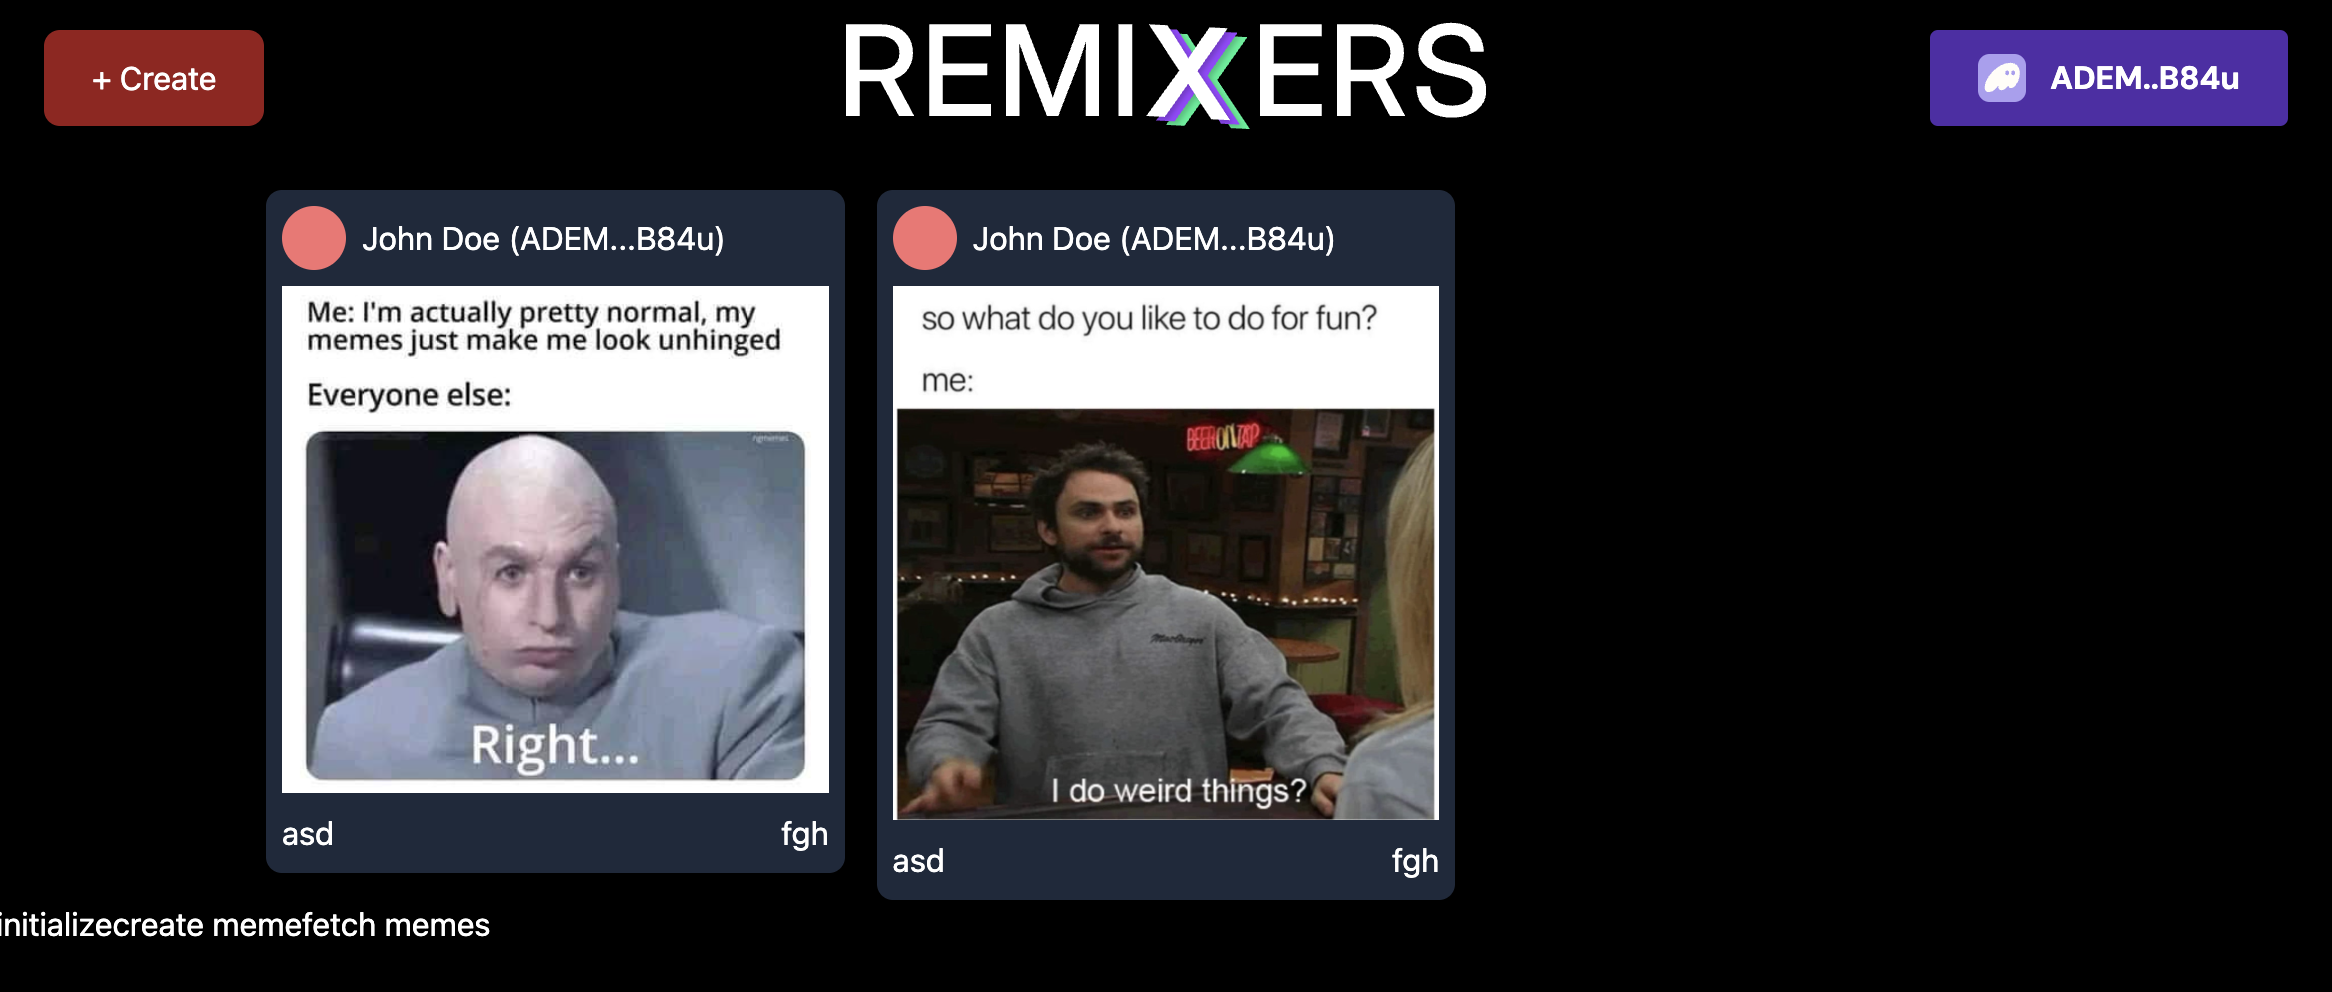 + Create
REMIXERS
ADEM..B84u
John Doe (ADEM...B84u)
Me: I'm actually pretty normal, my
memes just make me look unhinged
Everyone else:
Right...
asd fgh
John Doe (ADEM...B84u)
so what do you like to do for fun?
me:
BEER ON TAP
I do weird things?
asd fgh
initializecreate memefetch memes